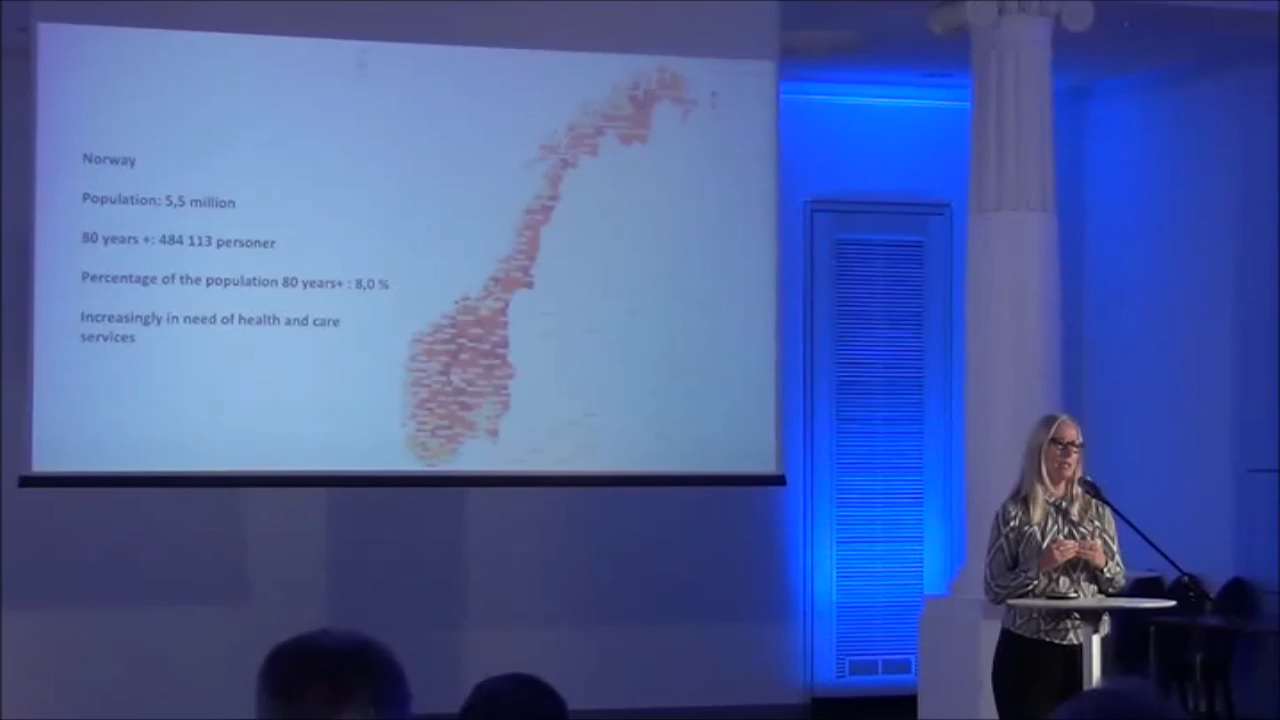 Norway
Population: 5,5 million
80 years +: 484 113 personer
Percentage of the population 80 years+ : 8,0 %
Increasingly in need of health and care
services